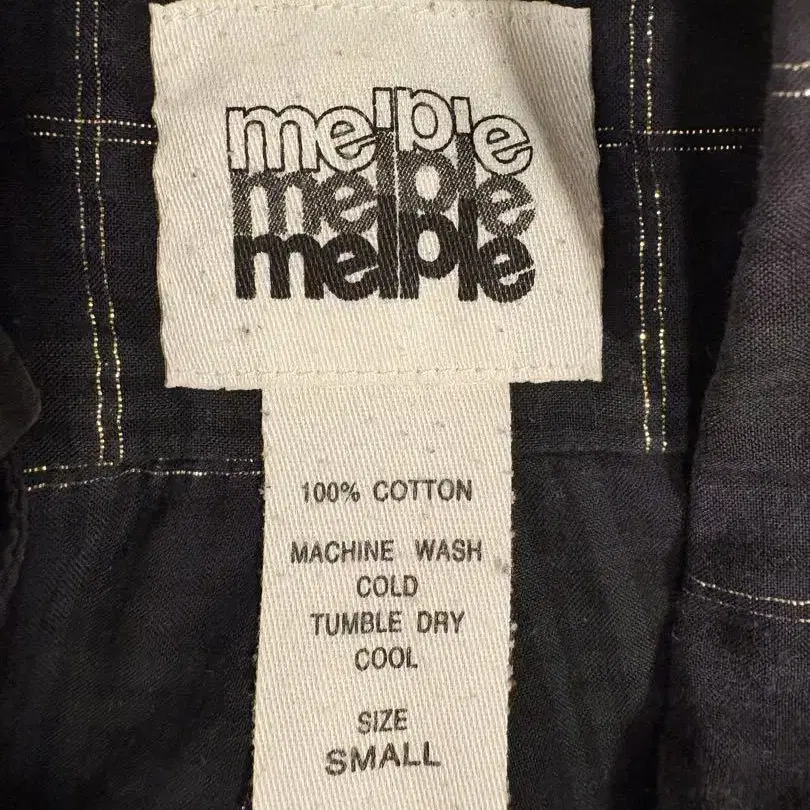 melple
melple
melple
100% COTTON
MACHINE WASH
COLD
TUMBLE DRY
COOL
SIZE
SMALL